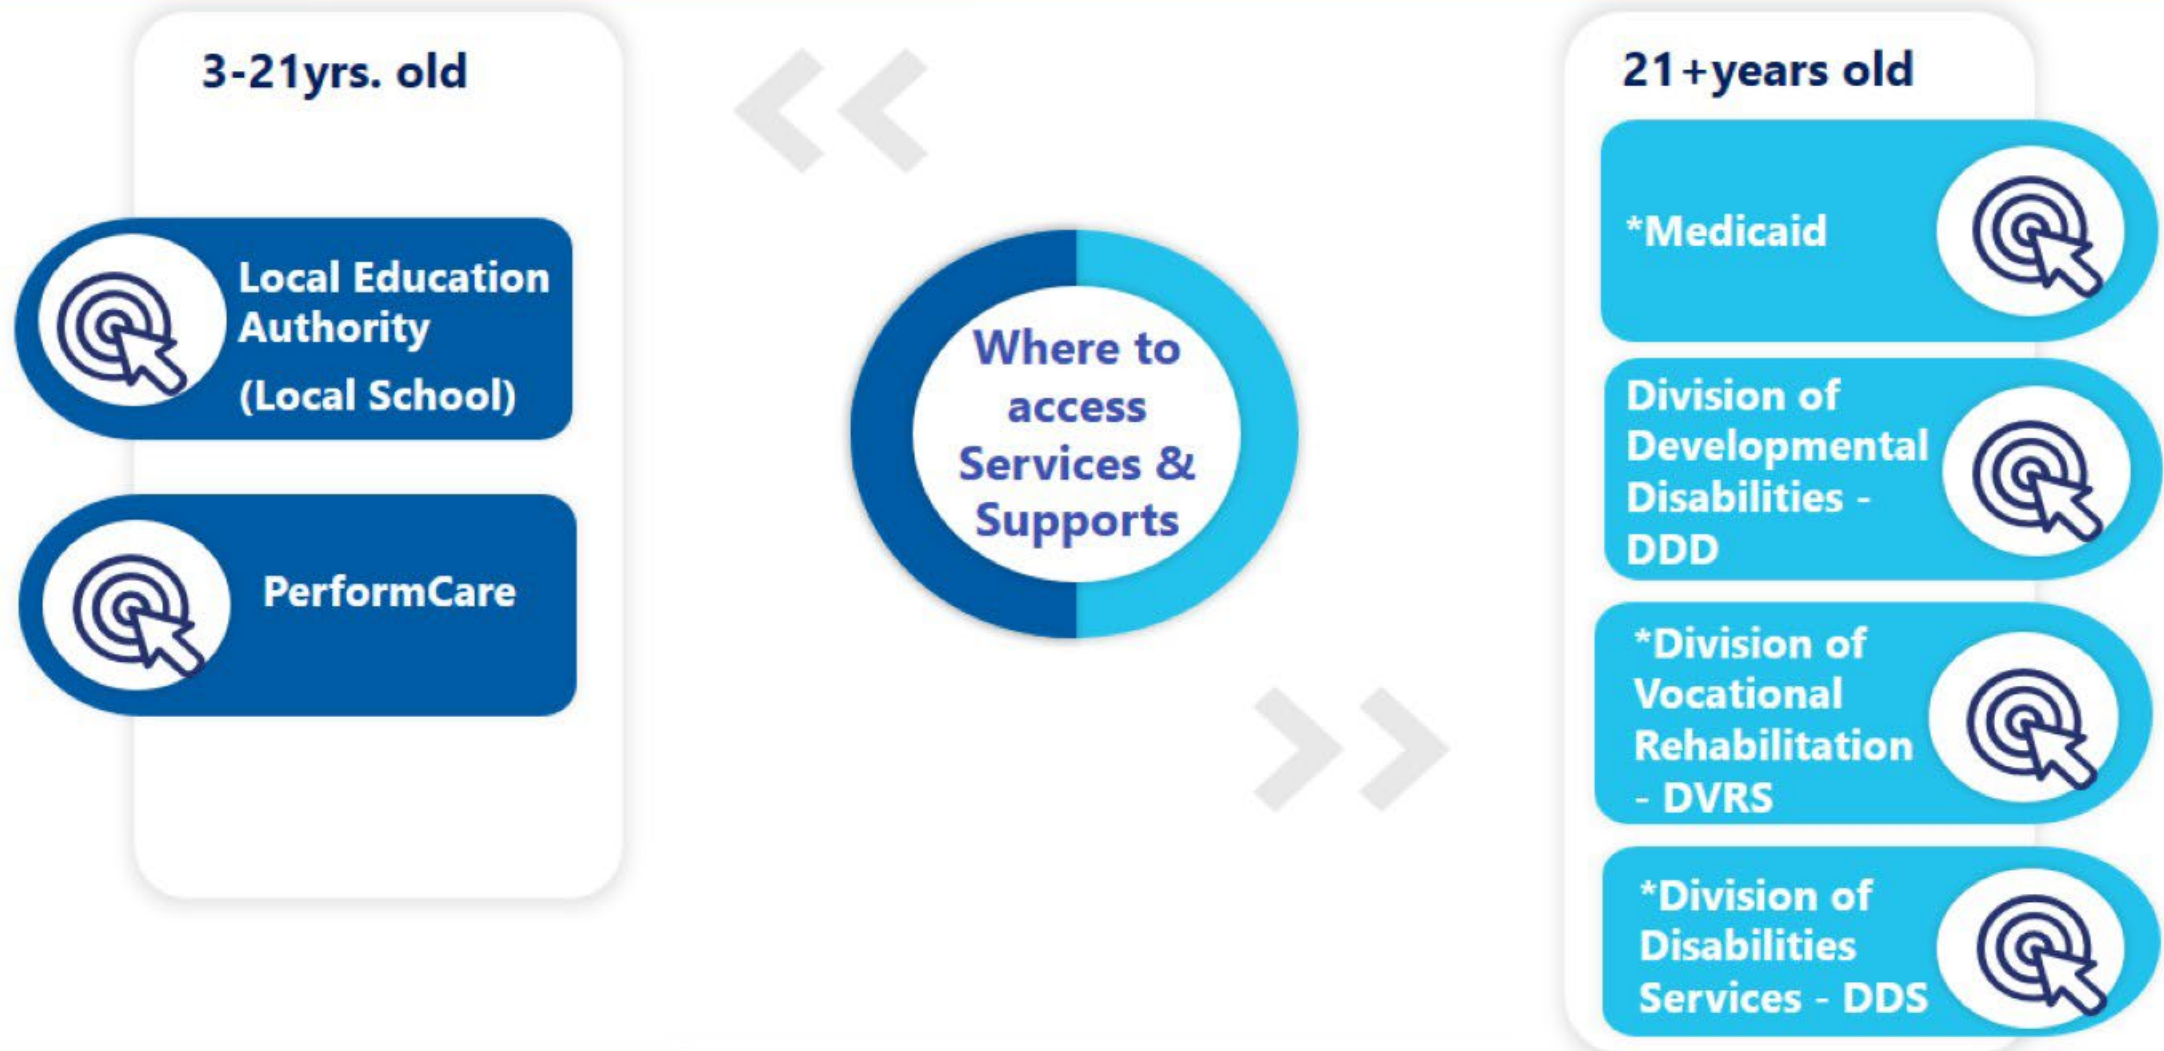 3-21yrs. old
Local Education
Authority
(Local School)
PerformCare
Where to
access
Services &
Supports
21+years old
*Medicaid
Division of
Developmental
Disabilities -
DDD
*Division of
Vocational
Rehabilitation
- DVRS
*Division of
Disabilities
Services - DDS